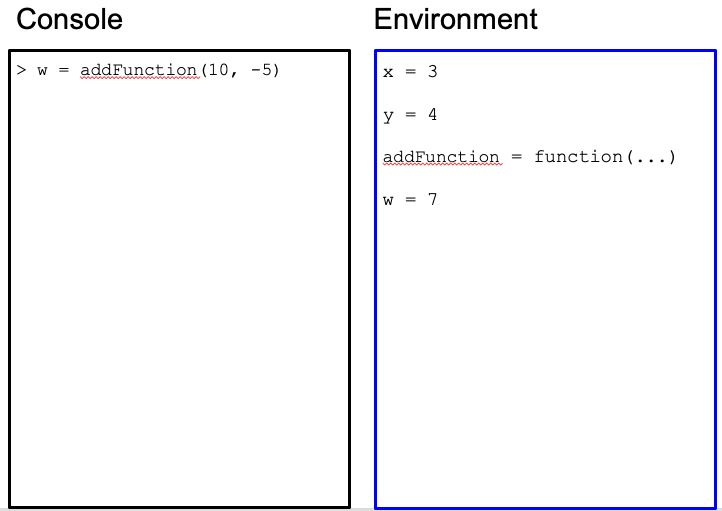 Console
> w = addFunction(10, -5)
Environment
x = 3
y = 4
addFunction = function(...)
w = 7